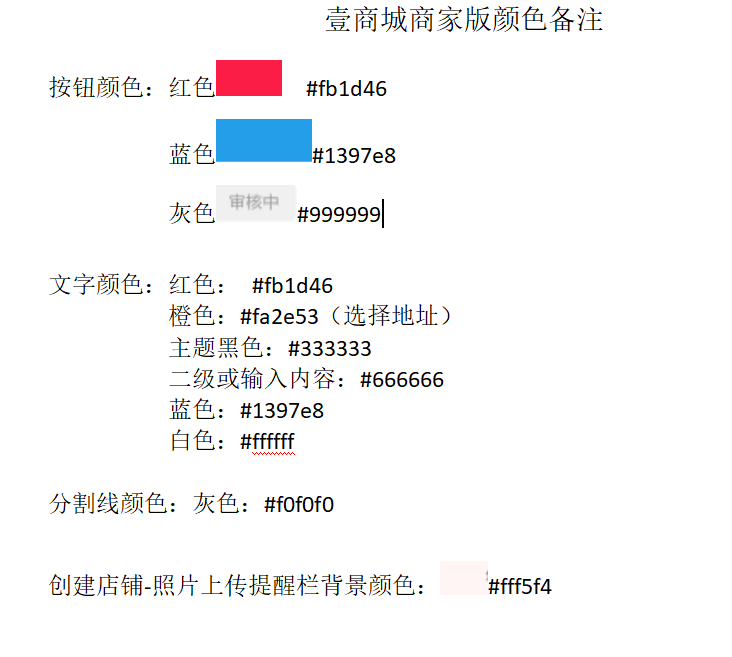 壹商城商家版颜色备注
按钮颜色：红色 #fb1d46
蓝色 #1397e8
灰色 审核中 #999999
文字颜色：红色： #fb1d46
橙色：#fa2e53（选择地址）
主题黑色：#333333
二级或输入内容：#666666
蓝色：#1397e8
白色：#ffffff
分割线颜色：灰色：#f0f0f0
创建店铺-照片上传提醒栏背景颜色： #fff5f4